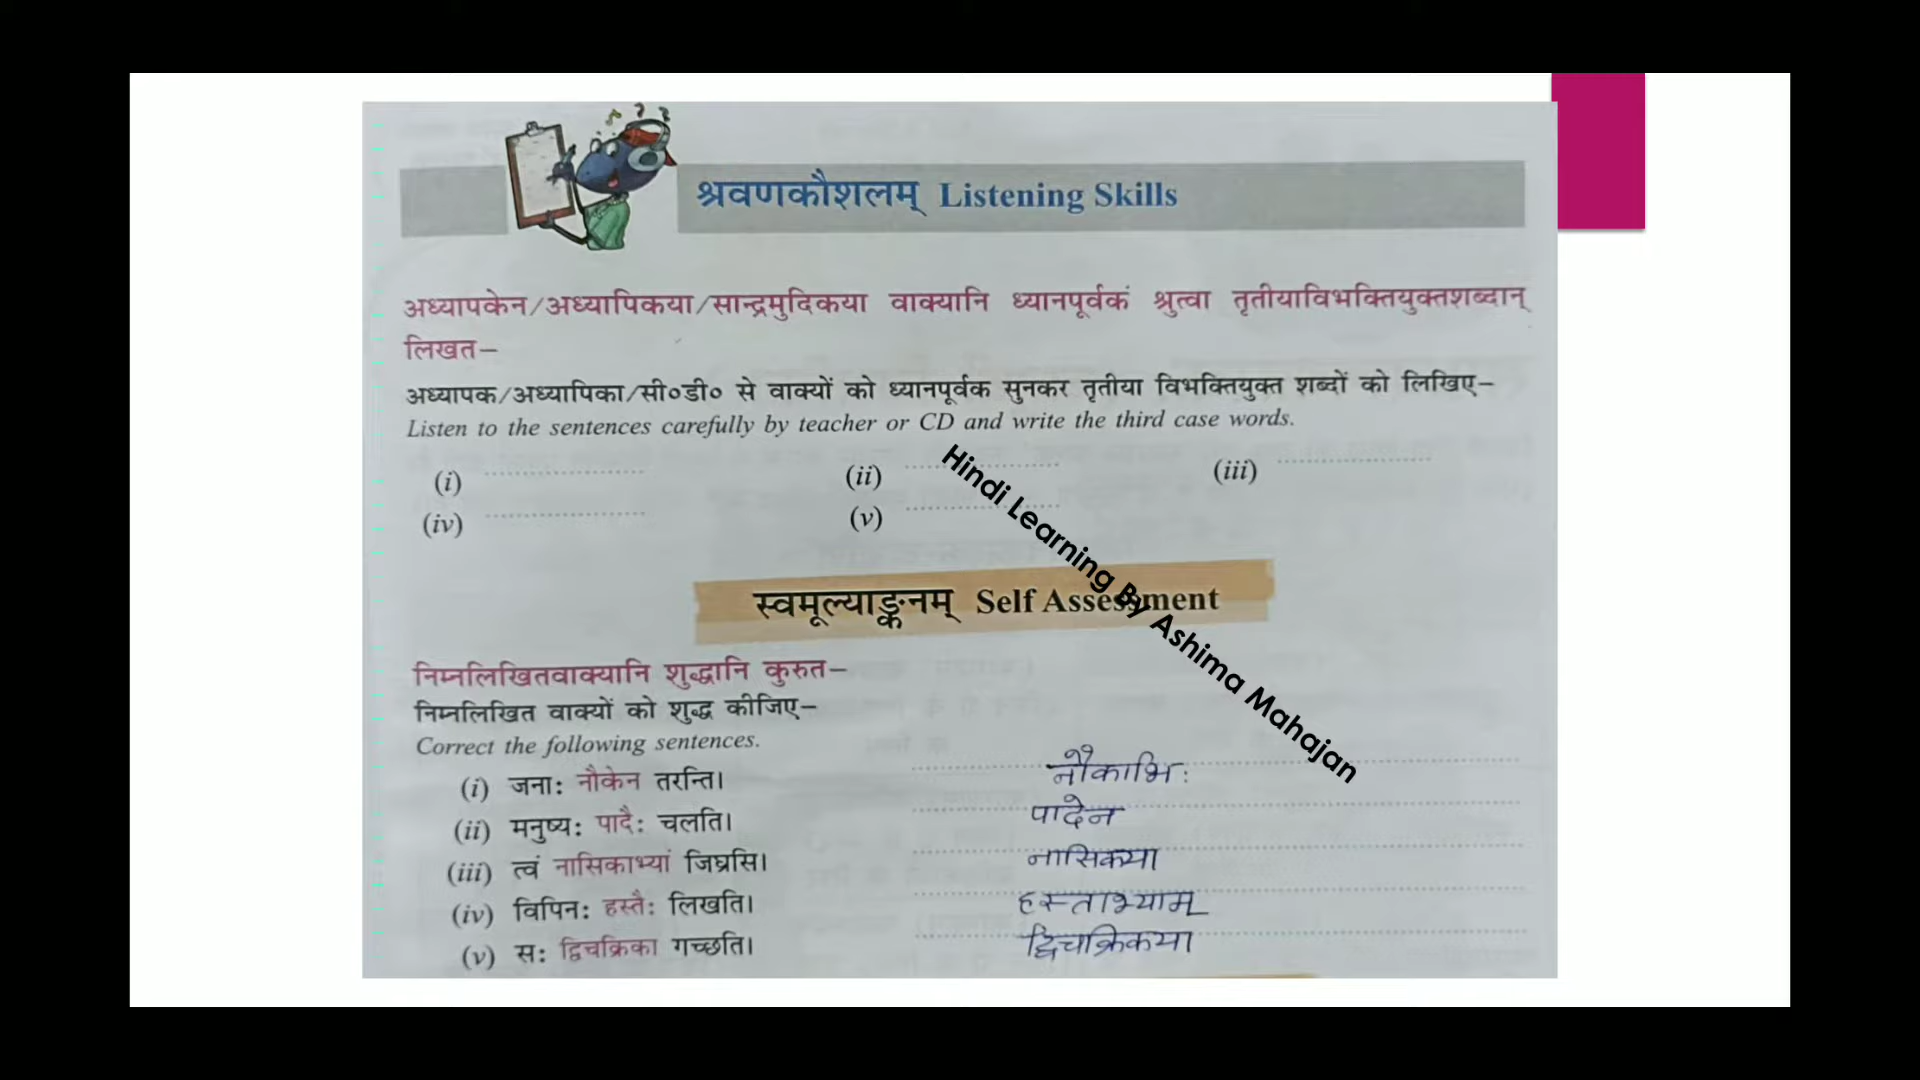 श्रवणकौशलम् Listening Skills
अध्यापकेन/अध्यापिकया/सान्द्रमुदिकया वाक्यानि ध्यानपूर्वकं श्रुत्वा तृतीयाविभक्तियुक्तशब्दान्
लिखत–
अध्यापक/अध्यापिका/सी०डी० से वाक्यों को ध्यानपूर्वक सुनकर तृतीया विभक्तियुक्त शब्दों को लिखिए–
Listen to the sentences carefully by teacher or CD and write the third case words.
(i) (ii) (iii)
(iv) (v)
Hindi Learning By Ashima Mahajan
स्वमूल्याङ्कनम् Self Assessment
निम्नलिखितवाक्यानि शुद्धानि कुरुत–
निम्नलिखित वाक्यों को शुद्ध कीजिए–
Correct the following sentences.
(i) जनाः नौकेन तरन्ति। नौकाभिः
(ii) मनुष्यः पादैः चलति। पादेन
(iii) त्वं नासिकाभ्यां जिघ्रसि। नासिकया
(iv) विपिनः हस्तैः लिखति। हस्ताभ्याम्
(v) सः द्विचक्रिका गच्छति। द्विचक्रिकया